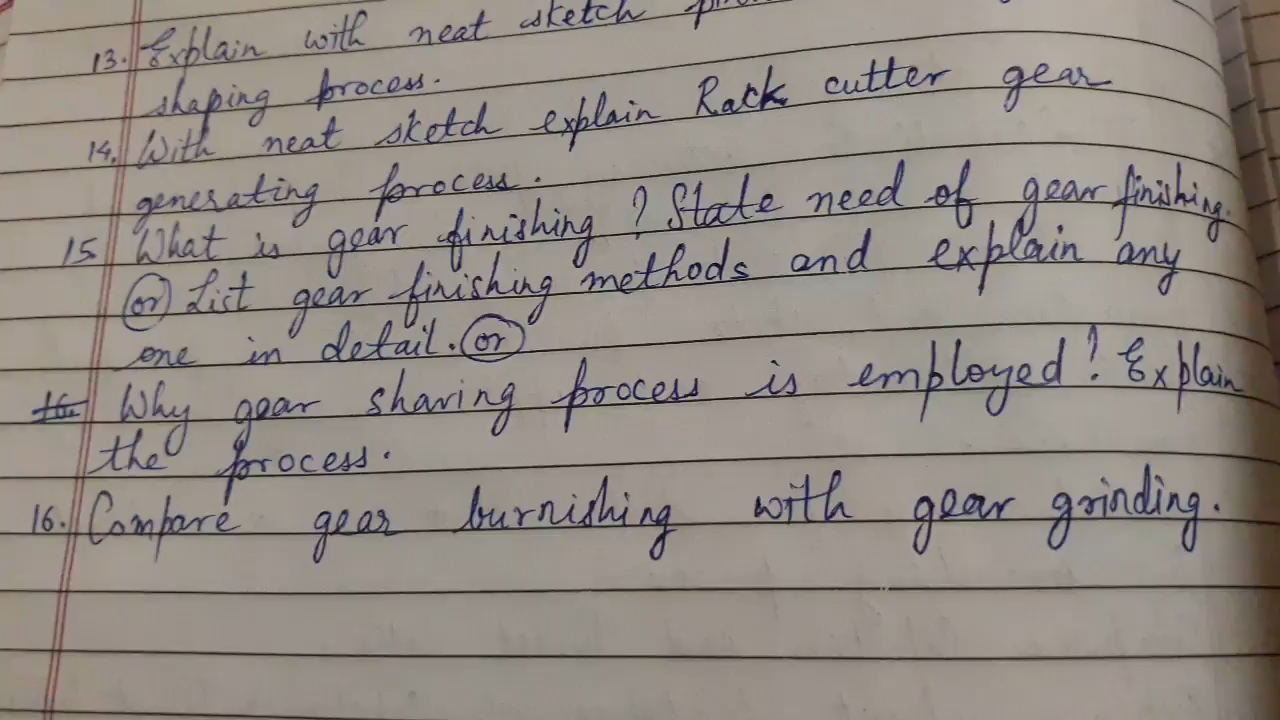 13. Explain with neat sketch
shaping process.
14. With neat sketch explain Rack cutter gear
generating process.
15 What is gear finishing? State need of gear finishing.
(or) List gear finishing methods and explain any
one in detail. (or)
Why gear sharing process is employed? Explain
the process.
16. Compare gear burnishing with gear grinding.